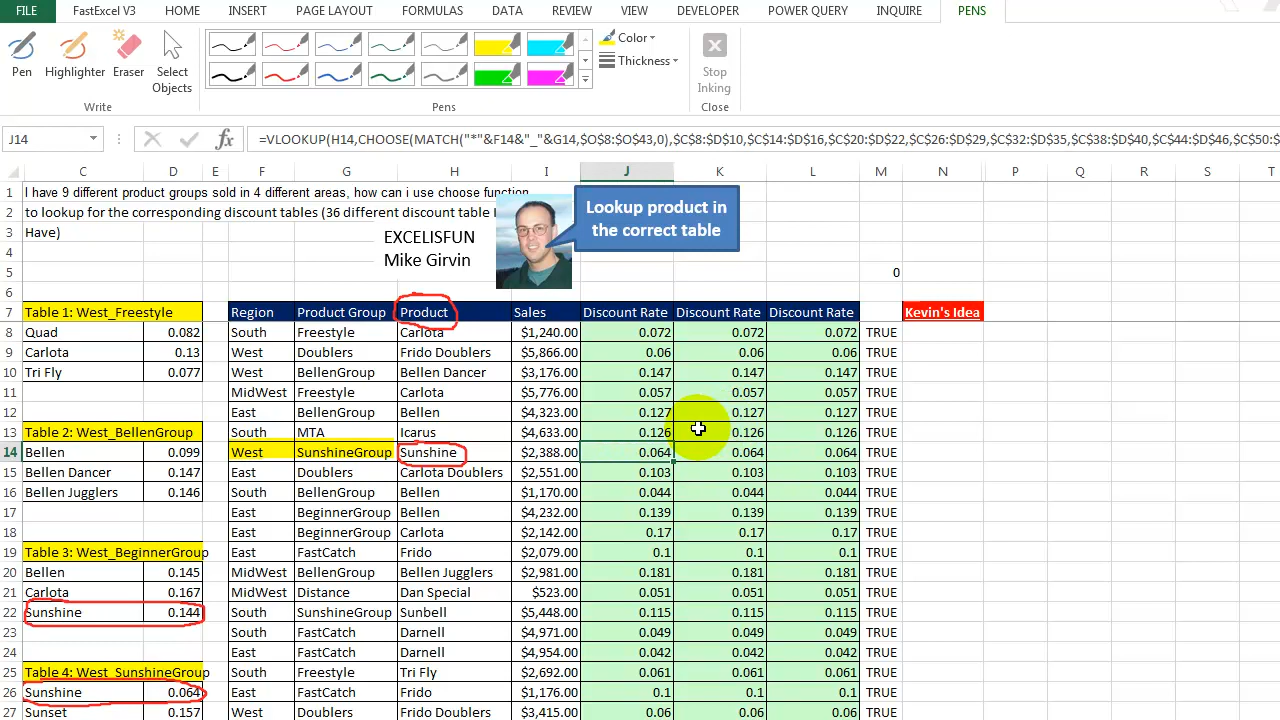 FILE FastExcel V3 HOME INSERT PAGE LAYOUT FORMULAS DATA REVIEW VIEW DEVELOPER POWER QUERY INQUIRE PENS
Pen Highlighter Eraser Select Objects Color Thickness Stop Inking
Write Pens Close
J14 fx =VLOOKUP(H14,CHOOSE(MATCH("*"&F14&"_"&G14,$O$8:$O$43,0),$C$8:$D$10,$C$14:$D$16,$C$20:$D$22,$C$26:$D$29,$C$32:$D$35,$C$38:$D$40,$C$44:$D$46,$C$50:$
C D E F G H I J K L M N P Q R S T
1 I have 9 different product groups sold in 4 different areas, how can i use choose function
2 to lookup for the corresponding discount tables (36 different discount table
3 Have)
Lookup product in
the correct table
EXCELISFUN
Mike Girvin
4
5 0
6
7 Table 1: West_Freestyle Region Product Group Product Sales Discount Rate Discount Rate Discount Rate Kevin's Idea
8 Quad 0.082 South Freestyle Carlota $1,240.00 0.072 0.072 0.072 TRUE
9 Carlota 0.13 West Doublers Frido Doublers $5,866.00 0.06 0.06 0.06 TRUE
10 Tri Fly 0.077 West BellenGroup Bellen Dancer $3,176.00 0.147 0.147 0.147 TRUE
11 MidWest Freestyle Carlota $5,776.00 0.057 0.057 0.057 TRUE
12 East BellenGroup Bellen $4,323.00 0.127 0.127 0.127 TRUE
13 Table 2: West_BellenGroup South MTA Icarus $4,633.00 0.126 0.126 0.126 TRUE
14 Bellen 0.099 West SunshineGroup Sunshine $2,388.00 0.064 0.064 0.064 TRUE
15 Bellen Dancer 0.147 East Doublers Carlota Doublers $2,551.00 0.103 0.103 0.103 TRUE
16 Bellen Jugglers 0.146 South BellenGroup Bellen $1,170.00 0.044 0.044 0.044 TRUE
17 East BeginnerGroup Bellen $4,232.00 0.139 0.139 0.139 TRUE
18 East BeginnerGroup Carlota $2,142.00 0.17 0.17 0.17 TRUE
19 Table 3: West_BeginnerGroup East FastCatch Frido $2,079.00 0.1 0.1 0.1 TRUE
20 Bellen 0.145 MidWest BellenGroup Bellen Jugglers $2,981.00 0.181 0.181 0.181 TRUE
21 Carlota 0.167 MidWest Distance Dan Special $523.00 0.051 0.051 0.051 TRUE
22 Sunshine 0.144 South SunshineGroup Sunbell $5,448.00 0.115 0.115 0.115 TRUE
23 South FastCatch Darnell $4,971.00 0.049 0.049 0.049 TRUE
24 East FastCatch Darnell $4,954.00 0.042 0.042 0.042 TRUE
25 Table 4: West_SunshineGroup South Freestyle Tri Fly $2,692.00 0.061 0.061 0.061 TRUE
26 Sunshine 0.064 East FastCatch Frido $1,176.00 0.1 0.1 0.1 TRUE
27 Sunset 0.157 West Doublers Frido Doublers $3,415.00 0.06 0.06 0.06 TRUE